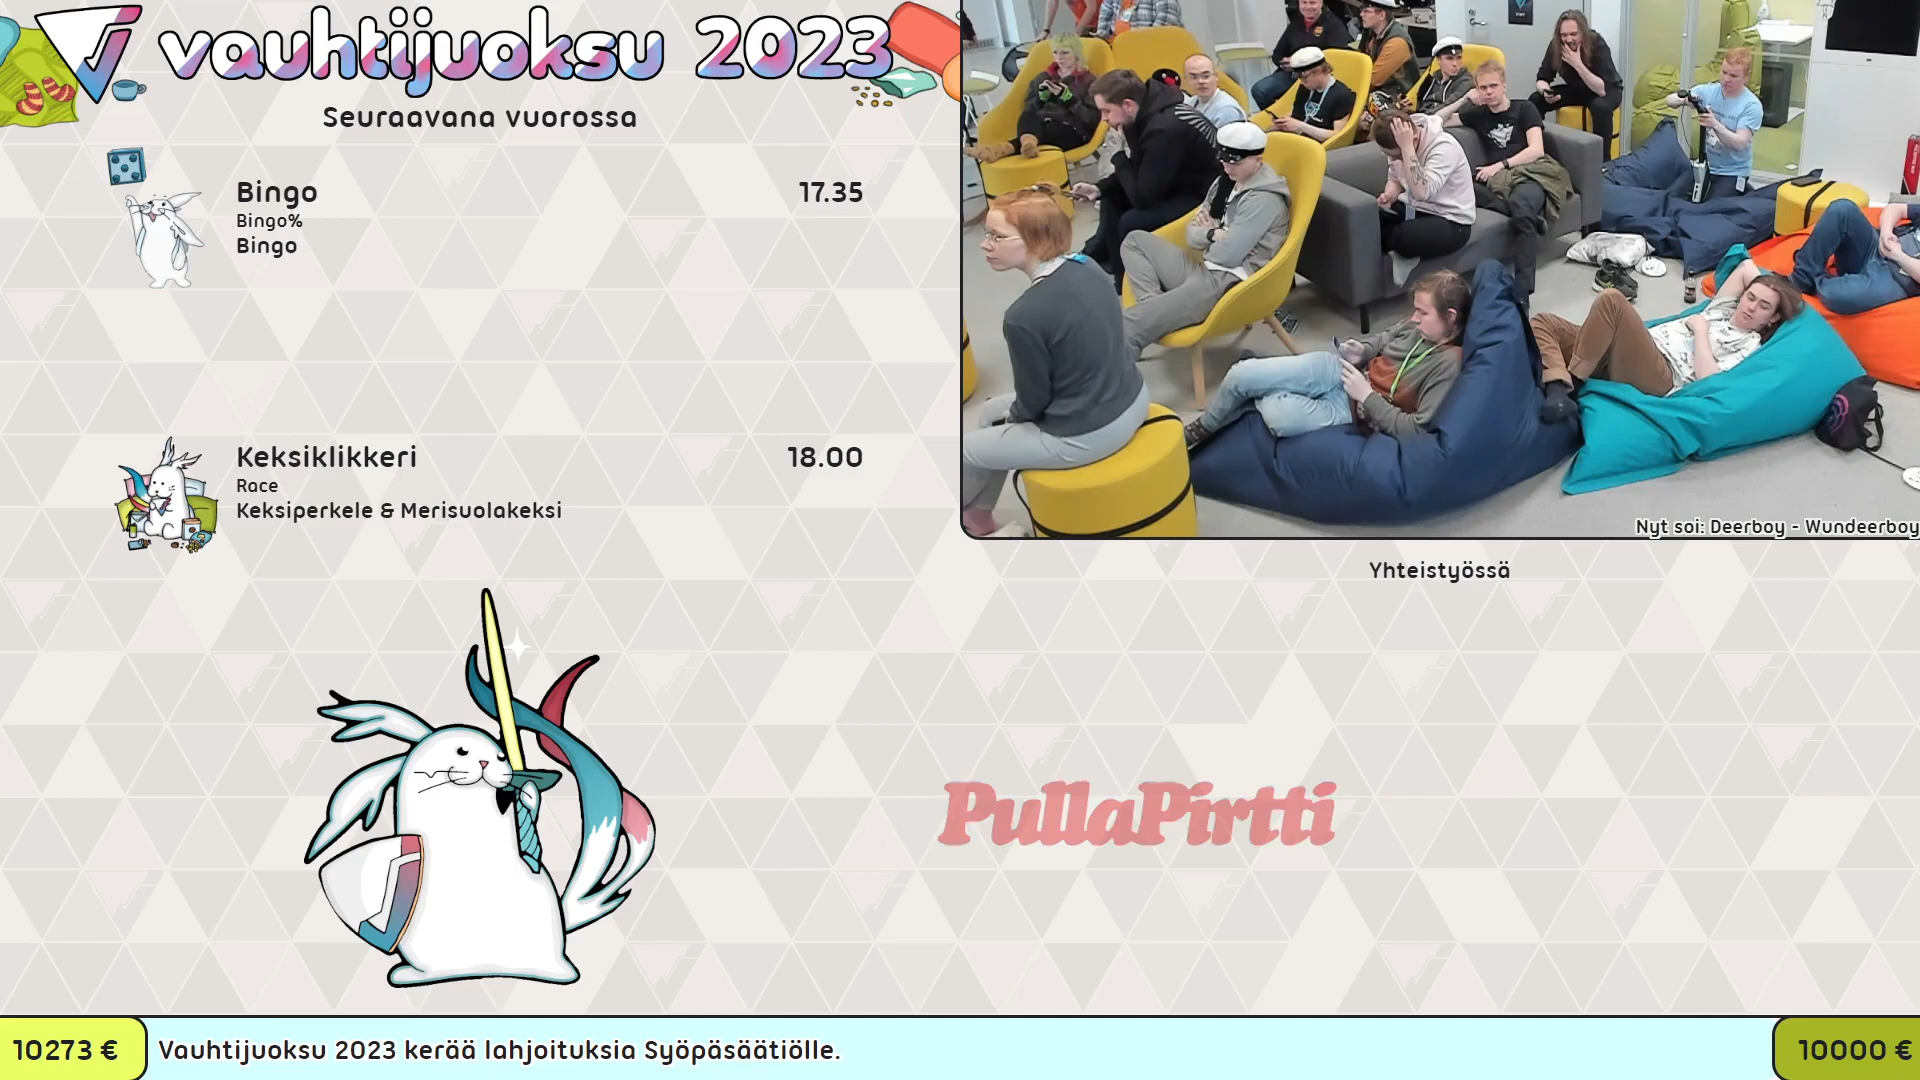 vauhtijuoksu 2023
Seuraavana vuorossa
Bingo
17.35
Bingo%
Bingo
Keksiklikkeri
18.00
Race
Keksiperkele & Merisuolakeksi
Nyt soi: Deerboy - Wundeerboy
Yhteistyössä
PullaPirtti
10273 €
Vauhtijuoksu 2023 kerää lahjoituksia Syöpäsäätiölle.
10000 €